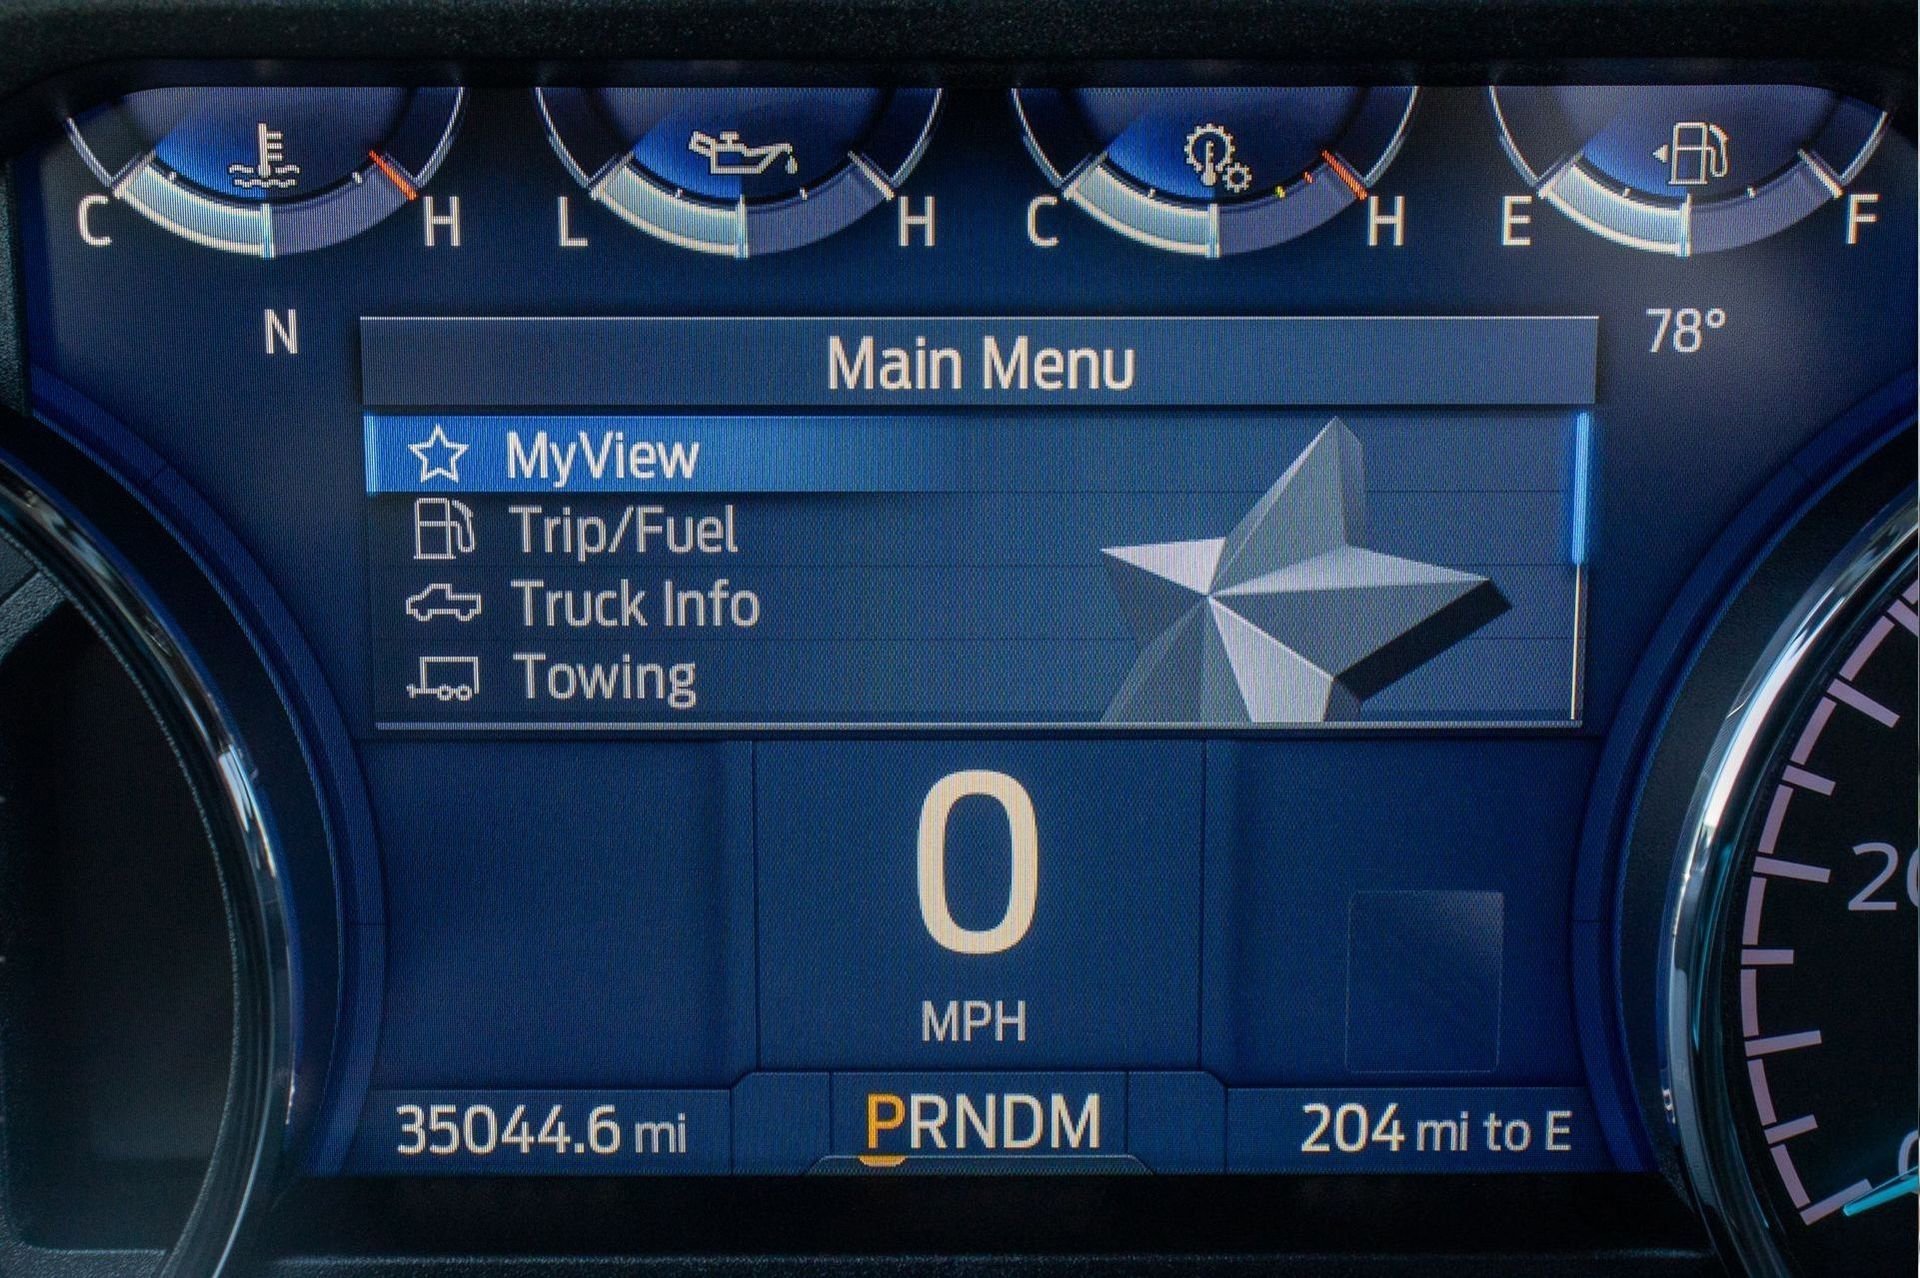 C H L H C H E F
N
78°
Main Menu
MyView
Trip/Fuel
Truck Info
Towing
0
MPH
35044.6 mi
PRNDM
204 mi to E